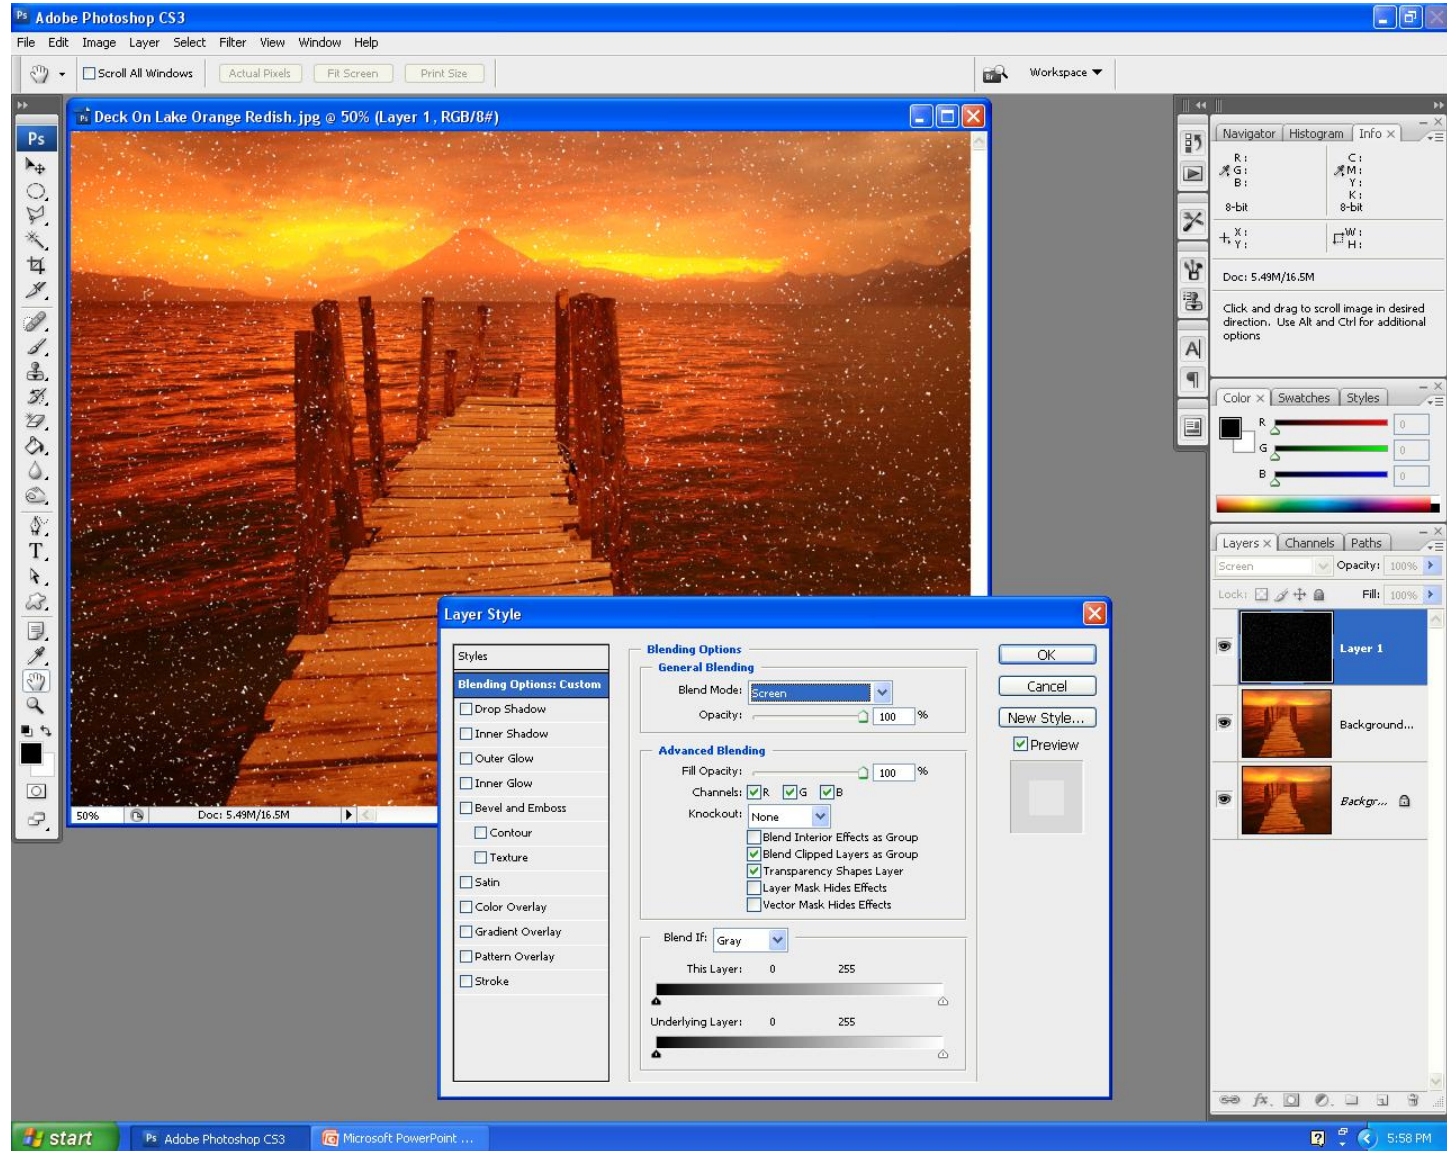 Ps Adobe Photoshop CS3
File Edit Image Layer Select Filter View Window Help
Scroll All Windows Actual Pixels Fit Screen Print Size Workspace
Deck On Lake Orange Redish.jpg @ 50% (Layer 1, RGB/8#)
Ps
T
50% Doc: 5.49M/16.5M
Navigator Histogram Info ×
R: C:
G: M:
B: Y:
K:
8-bit 8-bit
X: W:
Y: H:
Doc: 5.49M/16.5M
Click and drag to scroll image in desired
direction. Use Alt and Ctrl for additional
options
A
Color × Swatches Styles
R 0
G 0
B 0
Layers × Channels Paths
Screen Opacity: 100%
Lock: Fill: 100%
Layer 1
Background...
Backgr...
fx.
Layer Style
Styles
Blending Options: Custom
Drop Shadow
Inner Shadow
Outer Glow
Inner Glow
Bevel and Emboss
Contour
Texture
Satin
Color Overlay
Gradient Overlay
Pattern Overlay
Stroke
Blending Options
General Blending
Blend Mode: Screen
Opacity: 100 %
Advanced Blending
Fill Opacity: 100 %
Channels: R G B
Knockout: None
Blend Interior Effects as Group
Blend Clipped Layers as Group
Transparency Shapes Layer
Layer Mask Hides Effects
Vector Mask Hides Effects
Blend If: Gray
This Layer: 0 255
Underlying Layer: 0 255
OK
Cancel
New Style...
Preview
start Ps Adobe Photoshop CS3 Microsoft PowerPoint ... 5:58 PM